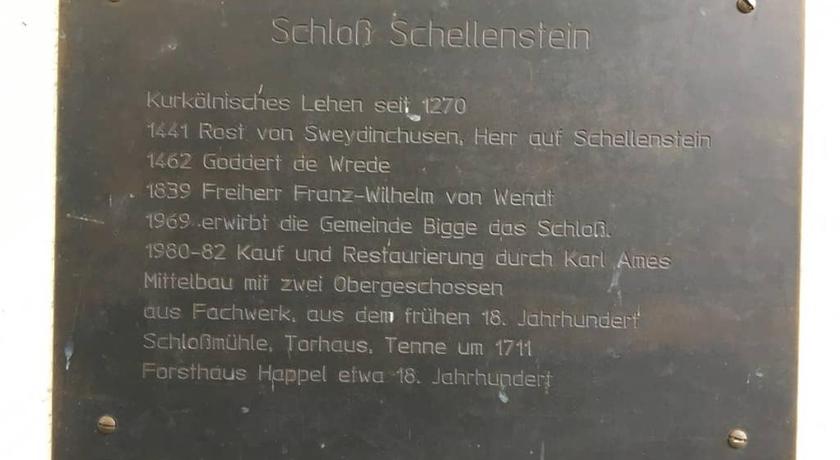 Schloß Schellenstein
Kurkölnisches Lehen seit 1270
1441 Rost von Sweydinchusen, Herr auf Schellenstein
1462 Goddert de Wrede
1839 Freiherr Franz-Wilhelm von Wendt
1969 erwirbt die Gemeinde Bigge das Schloß.
1980-82 Kauf und Restaurierung durch Karl Ames
Mittelbau mit zwei Obergeschossen
aus Fachwerk, aus dem frühen 18. Jahrhundert
Schloßmühle, Torhaus, Tenne um 1711
Forsthaus Happel etwa 18. Jahrhundert